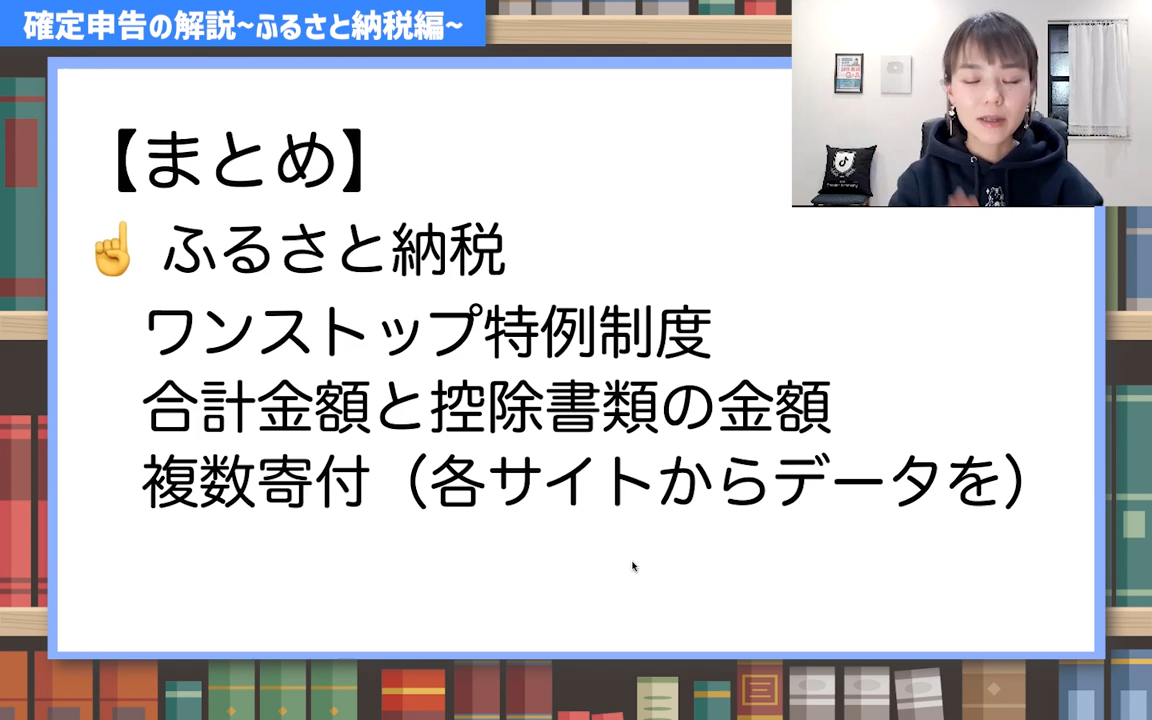 確定申告の解説~ふるさと納税編~
【まとめ】
☝ ふるさと納税
ワンストップ特例制度
合計金額と控除書類の金額
複数寄付（各サイトからデータを）